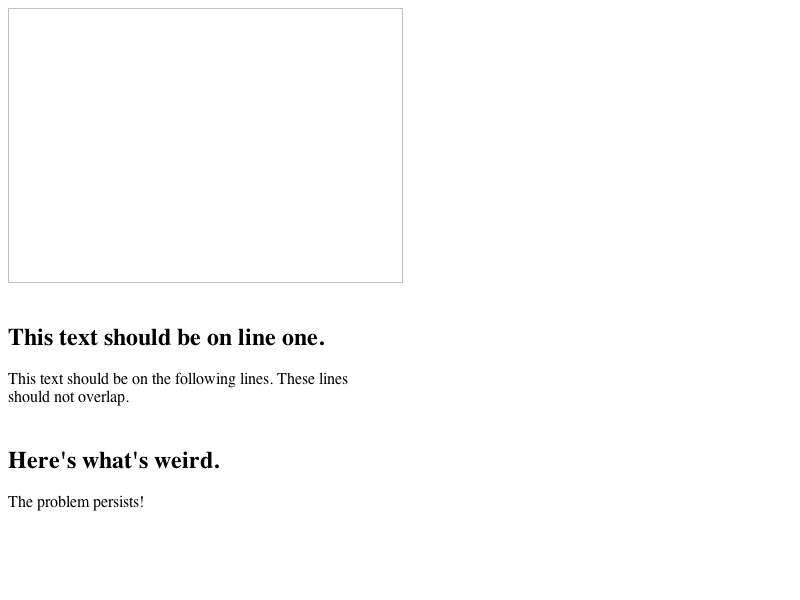 This text should be on line one.
This text should be on the following lines. These lines
should not overlap.
Here's what's weird.
The problem persists!